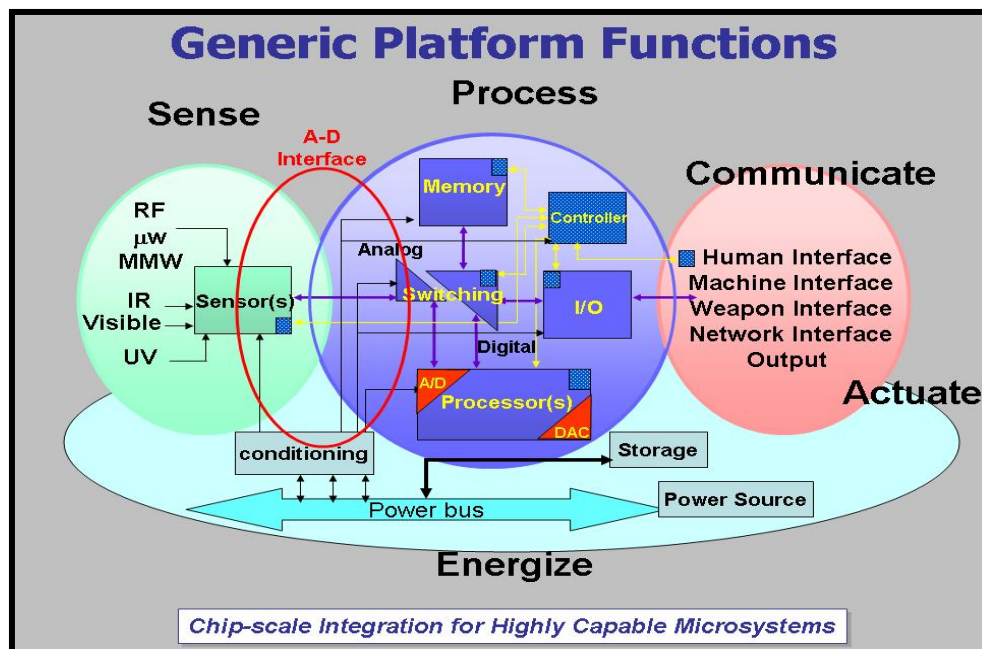 Generic Platform Functions
Process
Sense
A-D
Interface
Communicate
Memory
Controller
RF
μw
MMW
Analog
Human Interface
Machine Interface
Weapon Interface
Network Interface
Output
IR
Visible
UV
Sensor(s)
Switching
I/O
Digital
A/D
Processor(s)
DAC
Actuate
conditioning
Storage
Power bus
Power Source
Energize
Chip-scale Integration for Highly Capable Microsystems